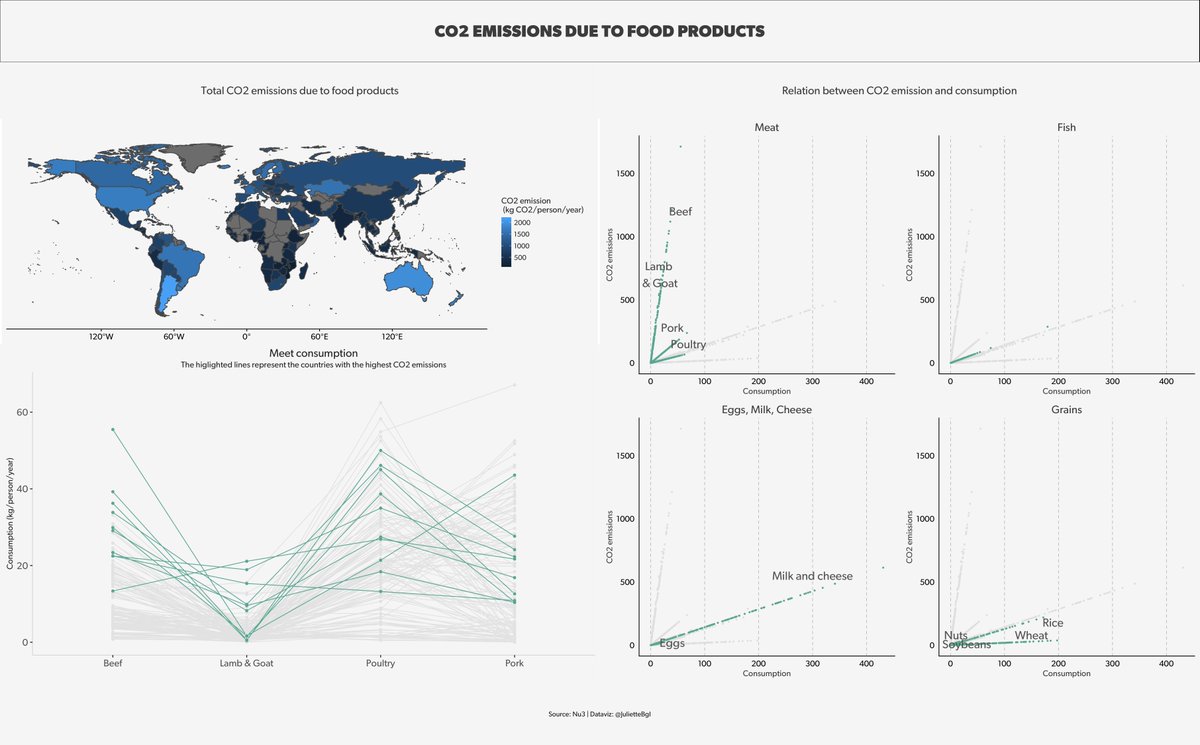 CO2 EMISSIONS DUE TO FOOD PRODUCTS
Total CO2 emissions due to food products
CO2 emission
(kg CO2/person/year)
2000
1500
1000
500
120°W
60°W
0°
60°E
120°E
Meet consumption
The higlighted lines represent the countries with the highest CO2 emissions
Consumption (kg/person/year)
60
40
20
0
Beef
Lamb & Goat
Poultry
Pork
Relation between CO2 emission and consumption
Meat
CO2 emissions
1500
1000
500
0
Beef
Lamb
& Goat
Pork
Poultry
0
100
200
300
400
Consumption
Fish
CO2 emissions
1500
1000
500
0
0
100
200
300
400
Consumption
Eggs, Milk, Cheese
CO2 emissions
1500
1000
500
0
Milk and cheese
Eggs
0
100
200
300
400
Consumption
Grains
CO2 emissions
1500
1000
500
0
Rice
Nuts
Wheat
Soybeans
0
100
200
300
400
Consumption
Source: Nu3 | Dataviz: @JulietteBgl